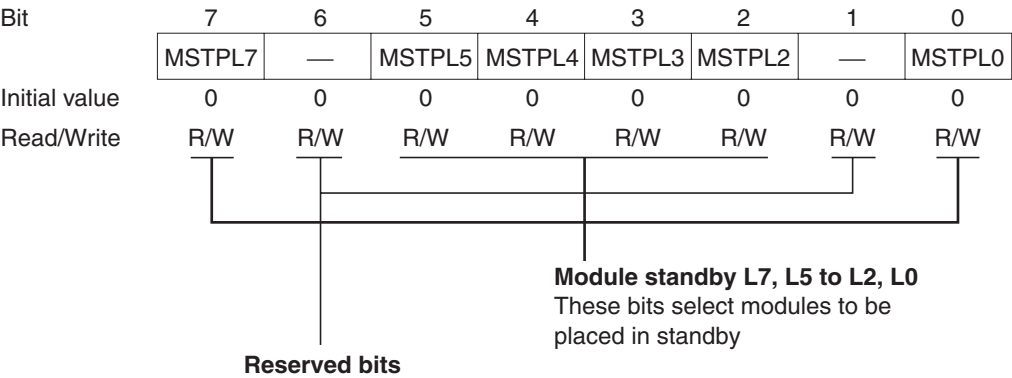 Bit 7 6 5 4 3 2 1 0
MSTPL7 — MSTPL5 MSTPL4 MSTPL3 MSTPL2 — MSTPL0
Initial value 0 0 0 0 0 0 0 0
Read/Write R/W R/W R/W R/W R/W R/W R/W R/W
Module standby L7, L5 to L2, L0
These bits select modules to be
placed in standby
Reserved bits